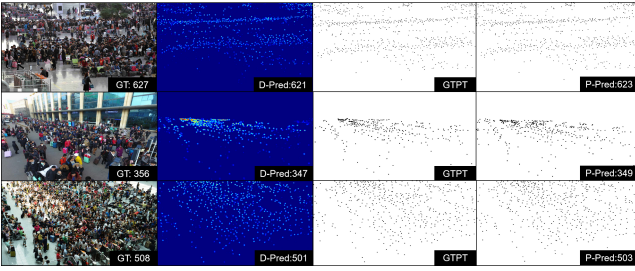 GT: 627
D-Pred:621
GTPT
P-Pred:623
GT: 356
D-Pred:347
GTPT
P-Pred:349
GT: 508
D-Pred:501
GTPT
P-Pred:503